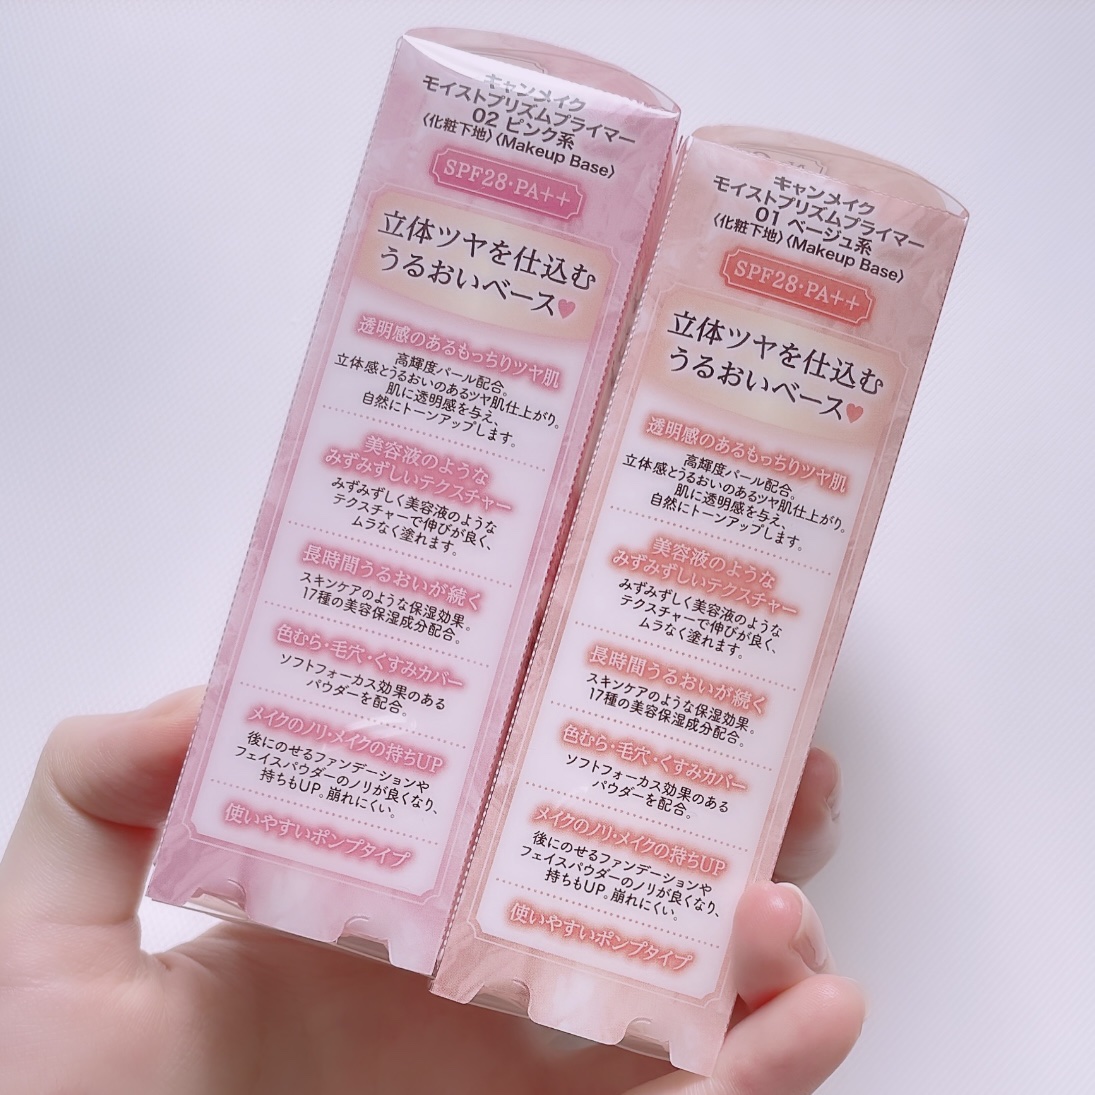 キャンメイク
モイストプリズムプライマー
02 ピンク系
〈化粧下地〉〈Makeup Base〉
SPF28・PA++
立体ツヤを仕込む
うるおいベース♥
透明感のあるもっちりツヤ肌
高輝度パール配合。
立体感とうるおいのあるツヤ肌仕上がり。
肌に透明感を与え、
自然にトーンアップします。
美容液のような
みずみずしいテクスチャー
みずみずしく美容液のような
テクスチャーで伸びが良く、
ムラなく塗れます。
長時間うるおいが続く
スキンケアのような保湿効果。
17種の美容保湿成分配合。
色むら・毛穴・くすみカバー
ソフトフォーカス効果のある
パウダーを配合。
メイクのノリ・メイクの持ちUP
後にのせるファンデーションや
フェイスパウダーのノリが良くなり、
持ちもUP。崩れにくい。
使いやすいポンプタイプ
キャンメイク
モイストプリズムプライマー
01 ベージュ系
〈化粧下地〉〈Makeup Base〉
SPF28・PA++
立体ツヤを仕込む
うるおいベース♥
透明感のあるもっちりツヤ肌
高輝度パール配合。
立体感とうるおいのあるツヤ肌仕上がり。
肌に透明感を与え、
自然にトーンアップします。
美容液のような
みずみずしいテクスチャー
みずみずしく美容液のような
テクスチャーで伸びが良く、
ムラなく塗れます。
長時間うるおいが続く
スキンケアのような保湿効果。
17種の美容保湿成分配合。
色むら・毛穴・くすみカバー
ソフトフォーカス効果のある
パウダーを配合。
メイクのノリ・メイクの持ちUP
後にのせるファンデーションや
フェイスパウダーのノリが良くなり、
持ちもUP。崩れにくい。
使いやすいポンプタイプ